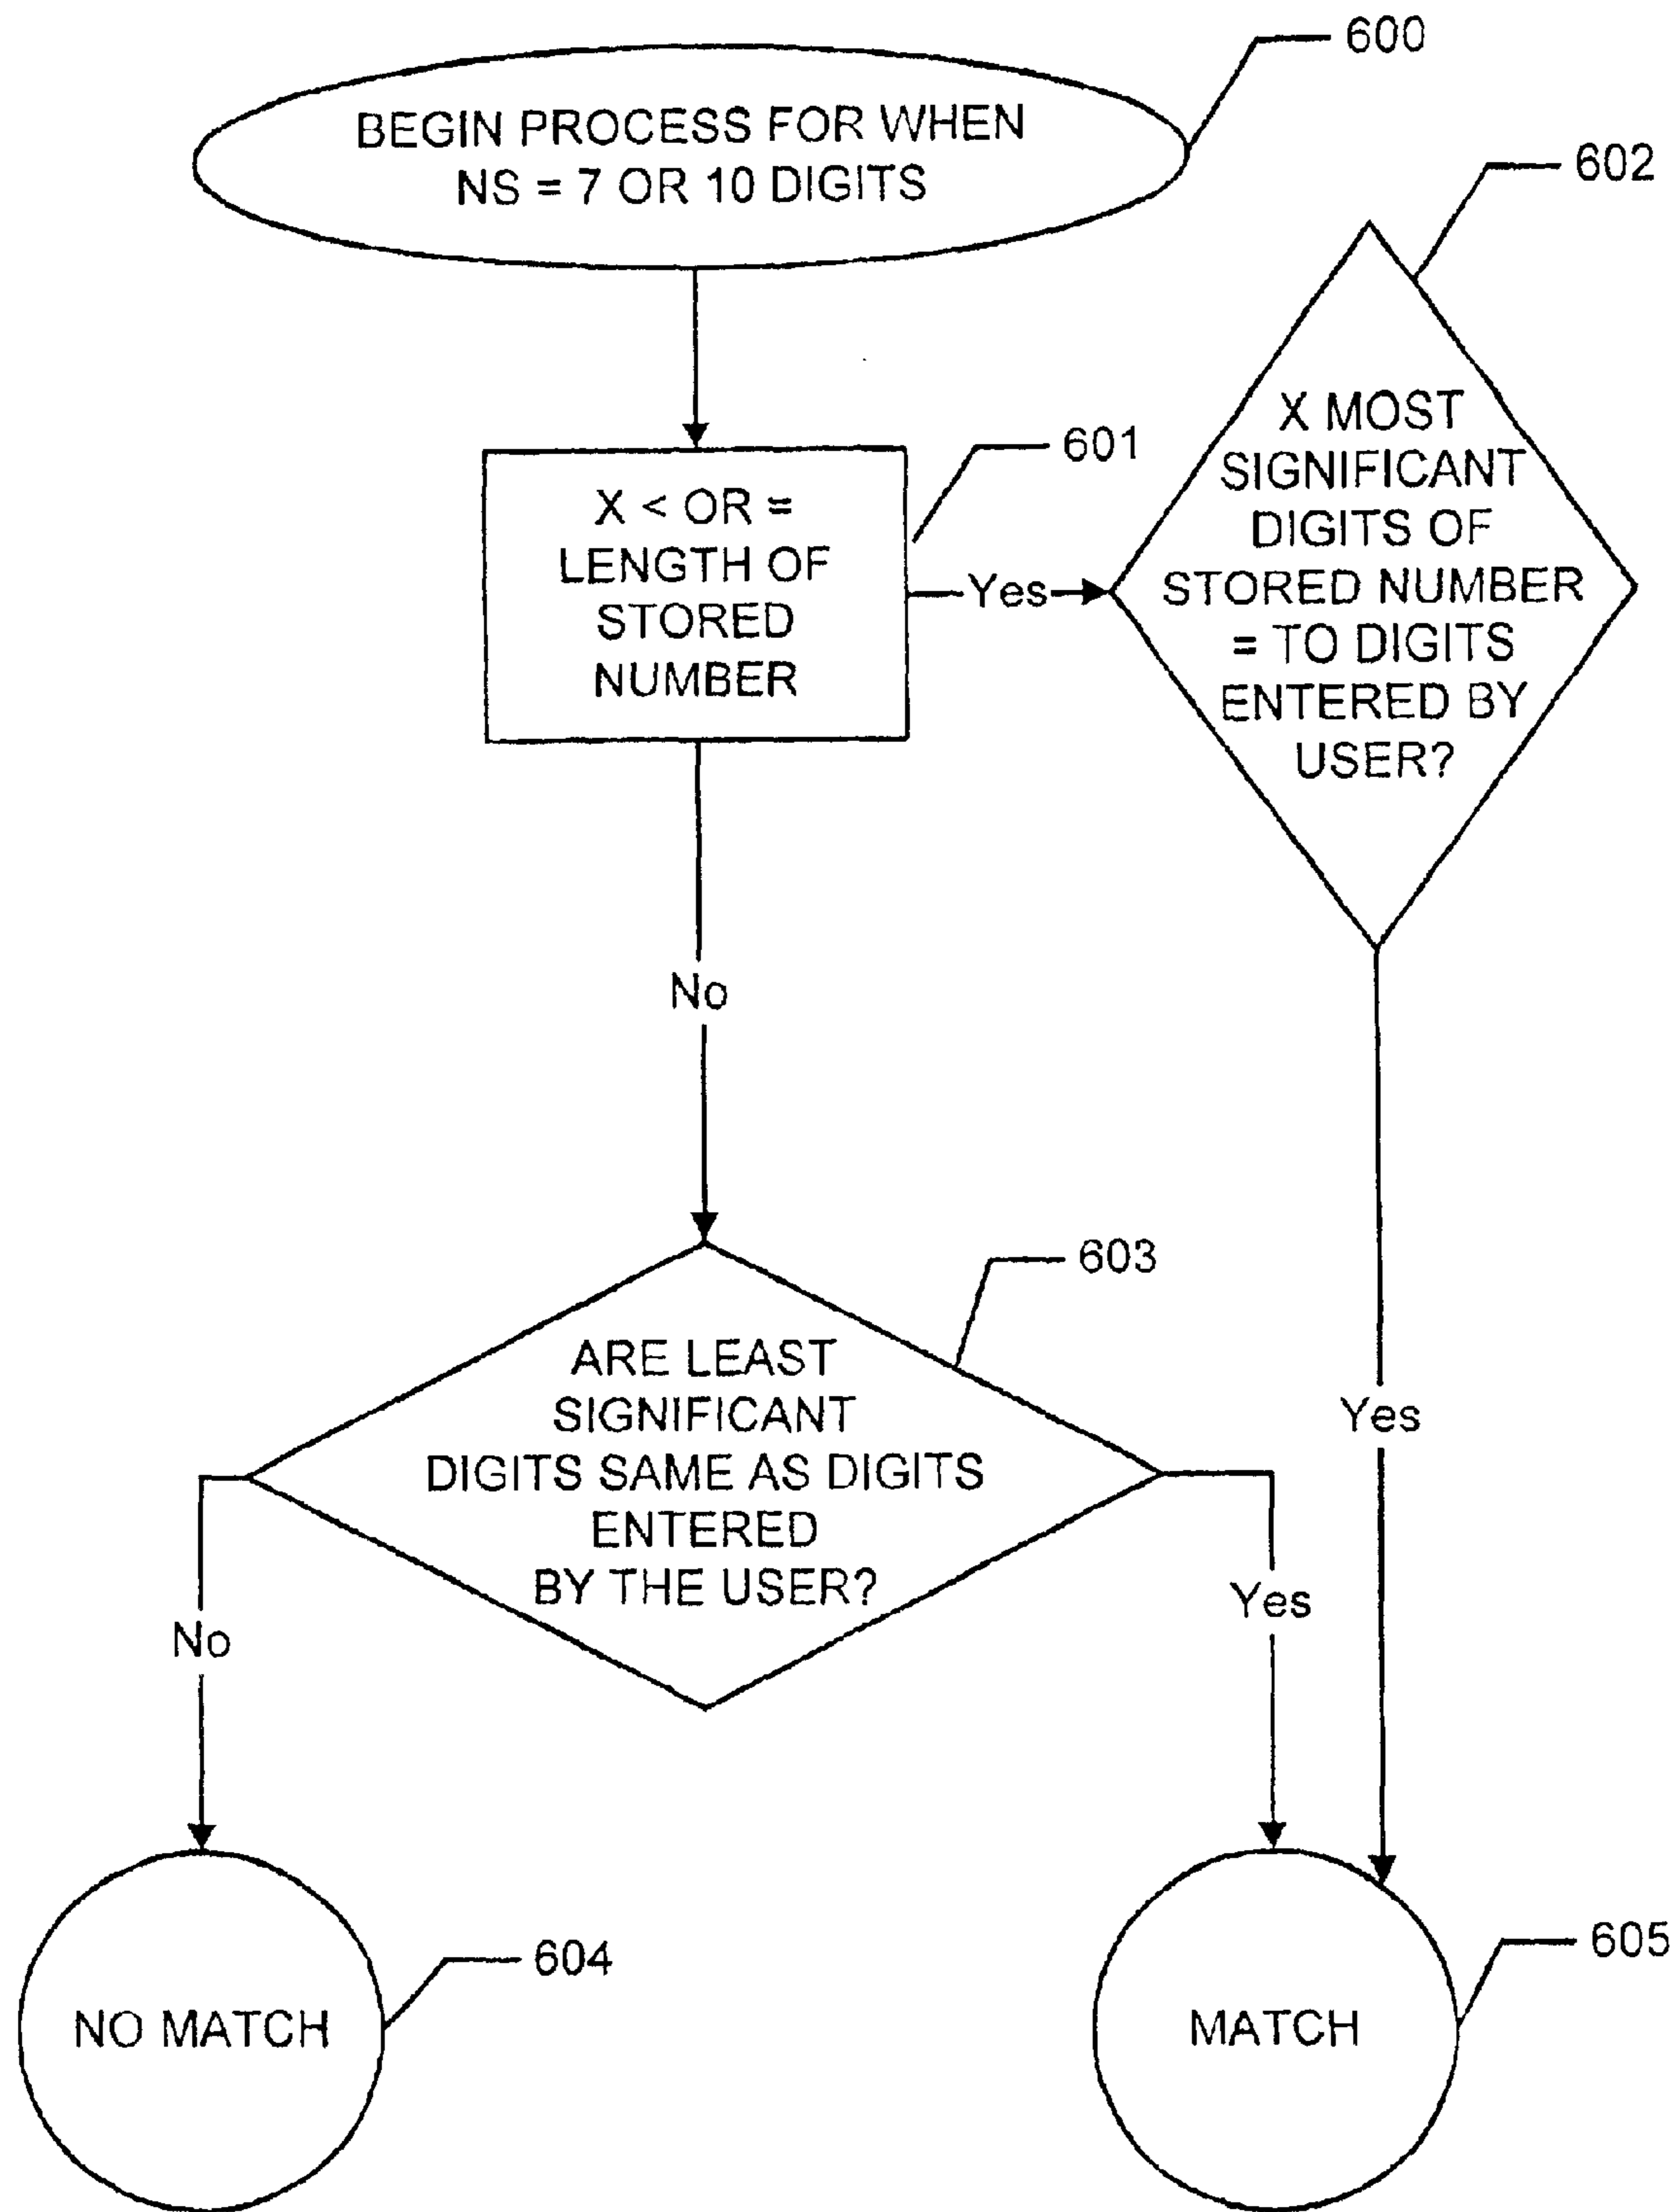 600
BEGIN PROCESS FOR WHEN
NS = 7 OR 10 DIGITS
602
601
X < OR =
LENGTH OF
STORED
NUMBER
Yes
X MOST
SIGNIFICANT
DIGITS OF
STORED NUMBER
= TO DIGITS
ENTERED BY
USER?
No
603
ARE LEAST
SIGNIFICANT
DIGITS SAME AS DIGITS
ENTERED
BY THE USER?
Yes
No
Yes
604
NO MATCH
605
MATCH